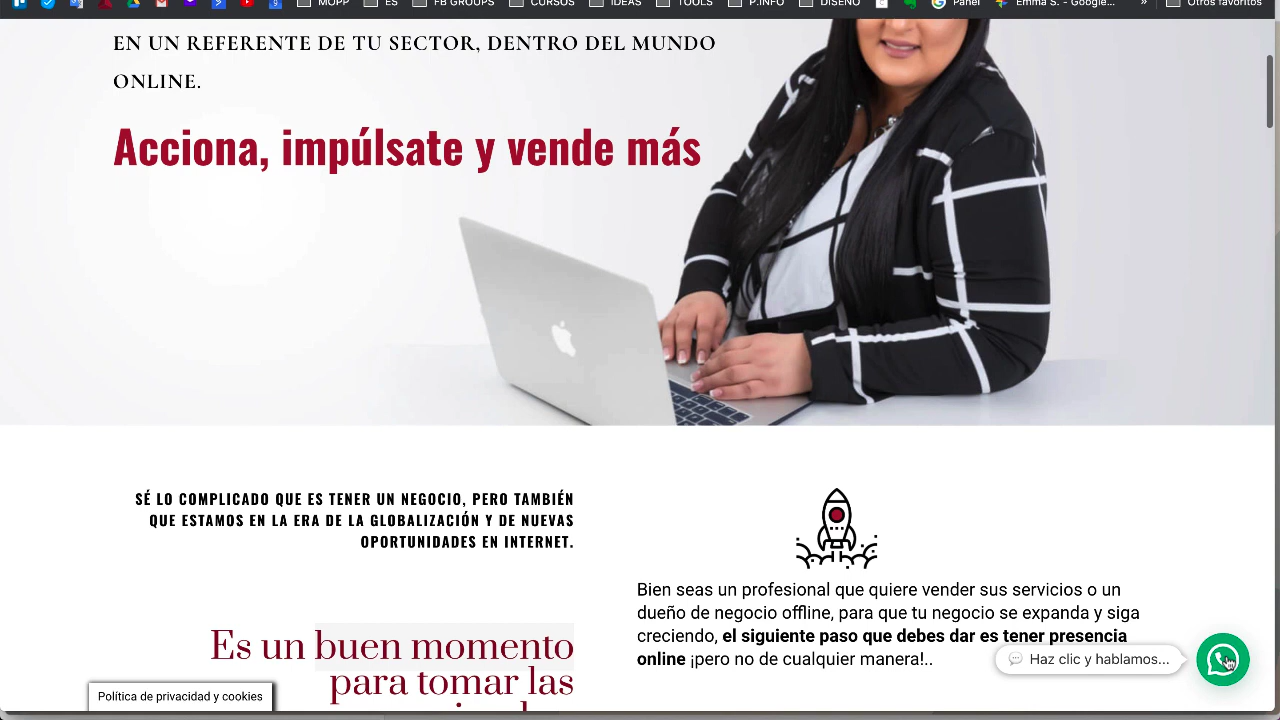 MOPP
ES
FB GROUPS
CURSOS
IDEAS
TOOLS
P.INFO
DISEÑO
Panel
Emma S. - Google...
»
Otros favoritos
EN UN REFERENTE DE TU SECTOR, DENTRO DEL MUNDO
ONLINE.
Acciona, impúlsate y vende más
SÉ LO COMPLICADO QUE ES TENER UN NEGOCIO, PERO TAMBIÉN
QUE ESTAMOS EN LA ERA DE LA GLOBALIZACIÓN Y DE NUEVAS
OPORTUNIDADES EN INTERNET.
Es un buen momento
para tomar las
Bien seas un profesional que quiere vender sus servicios o un
dueño de negocio offline, para que tu negocio se expanda y siga
creciendo, el siguiente paso que debes dar es tener presencia
online ¡pero no de cualquier manera!..
Haz clic y hablamos...
Política de privacidad y cookies